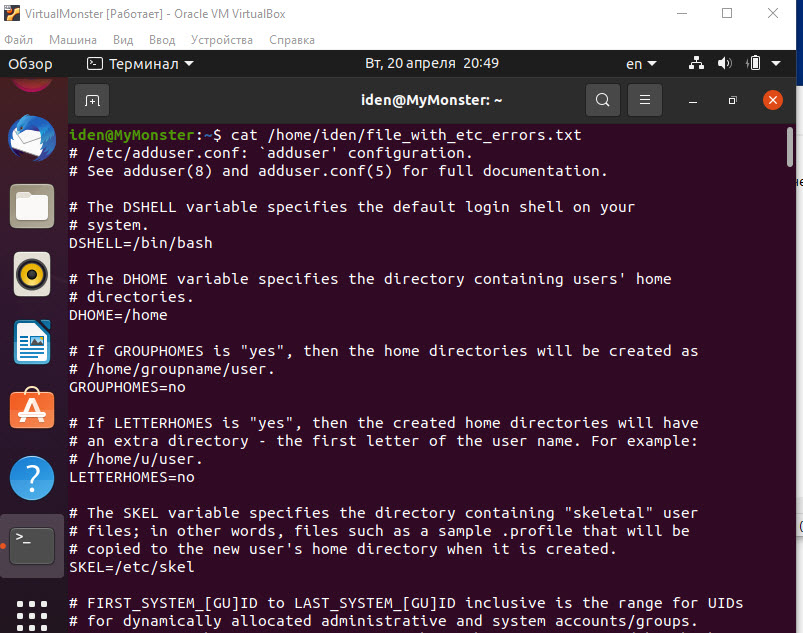 VirtualMonster [Работает] - Oracle VM VirtualBox
Файл Машина Вид Ввод Устройства Справка
Обзор Терминал Вт, 20 апреля 20:49 en
iden@MyMonster: ~
iden@MyMonster:~$ cat /home/iden/file_with_etc_errors.txt
# /etc/adduser.conf: `adduser' configuration.
# See adduser(8) and adduser.conf(5) for full documentation.
# The DSHELL variable specifies the default login shell on your
# system.
DSHELL=/bin/bash
# The DHOME variable specifies the directory containing users' home
# directories.
DHOME=/home
# If GROUPHOMES is "yes", then the home directories will be created as
# /home/groupname/user.
GROUPHOMES=no
# If LETTERHOMES is "yes", then the created home directories will have
# an extra directory - the first letter of the user name. For example:
# /home/u/user.
LETTERHOMES=no
# The SKEL variable specifies the directory containing "skeletal" user
# files; in other words, files such as a sample .profile that will be
# copied to the new user's home directory when it is created.
SKEL=/etc/skel
# FIRST_SYSTEM_[GU]ID to LAST_SYSTEM_[GU]ID inclusive is the range for UIDs
# for dynamically allocated administrative and system accounts/groups.